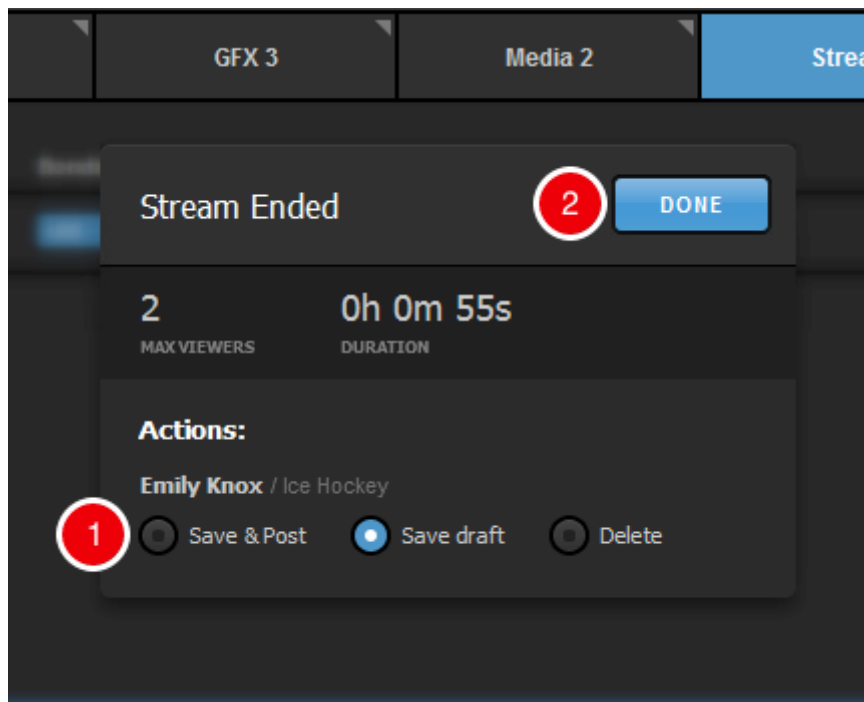 GFX 3 Media 2 Strea
Stream Ended 2 DONE
2 0h 0m 55s
MAX VIEWERS DURATION
Actions:
Emily Knox / Ice Hockey
1 Save & Post Save draft Delete